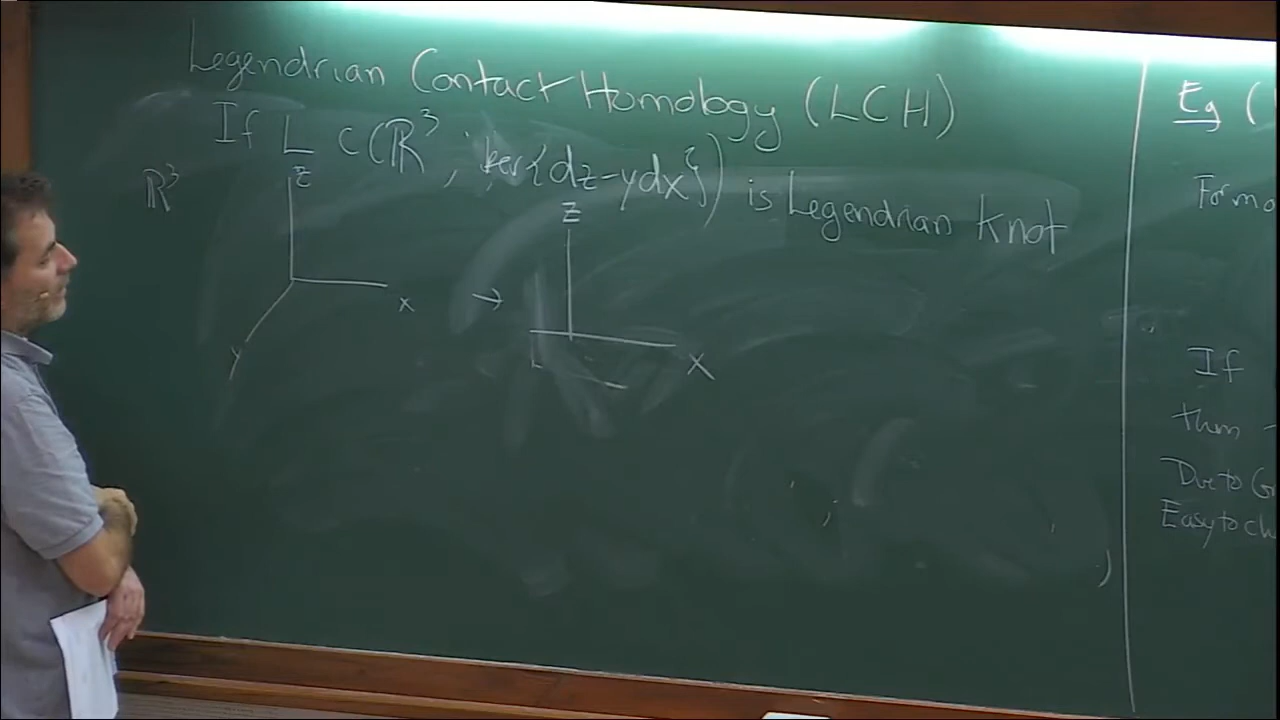 Legendrian Contact Homology (LCH)
If L ⊂ (ℝ³, ker{dz-ydx}) is Legendrian knot
ℝ³
z
x
y
→
z
x
Eg (
Forma
If
then
Due to G
Easy to ch